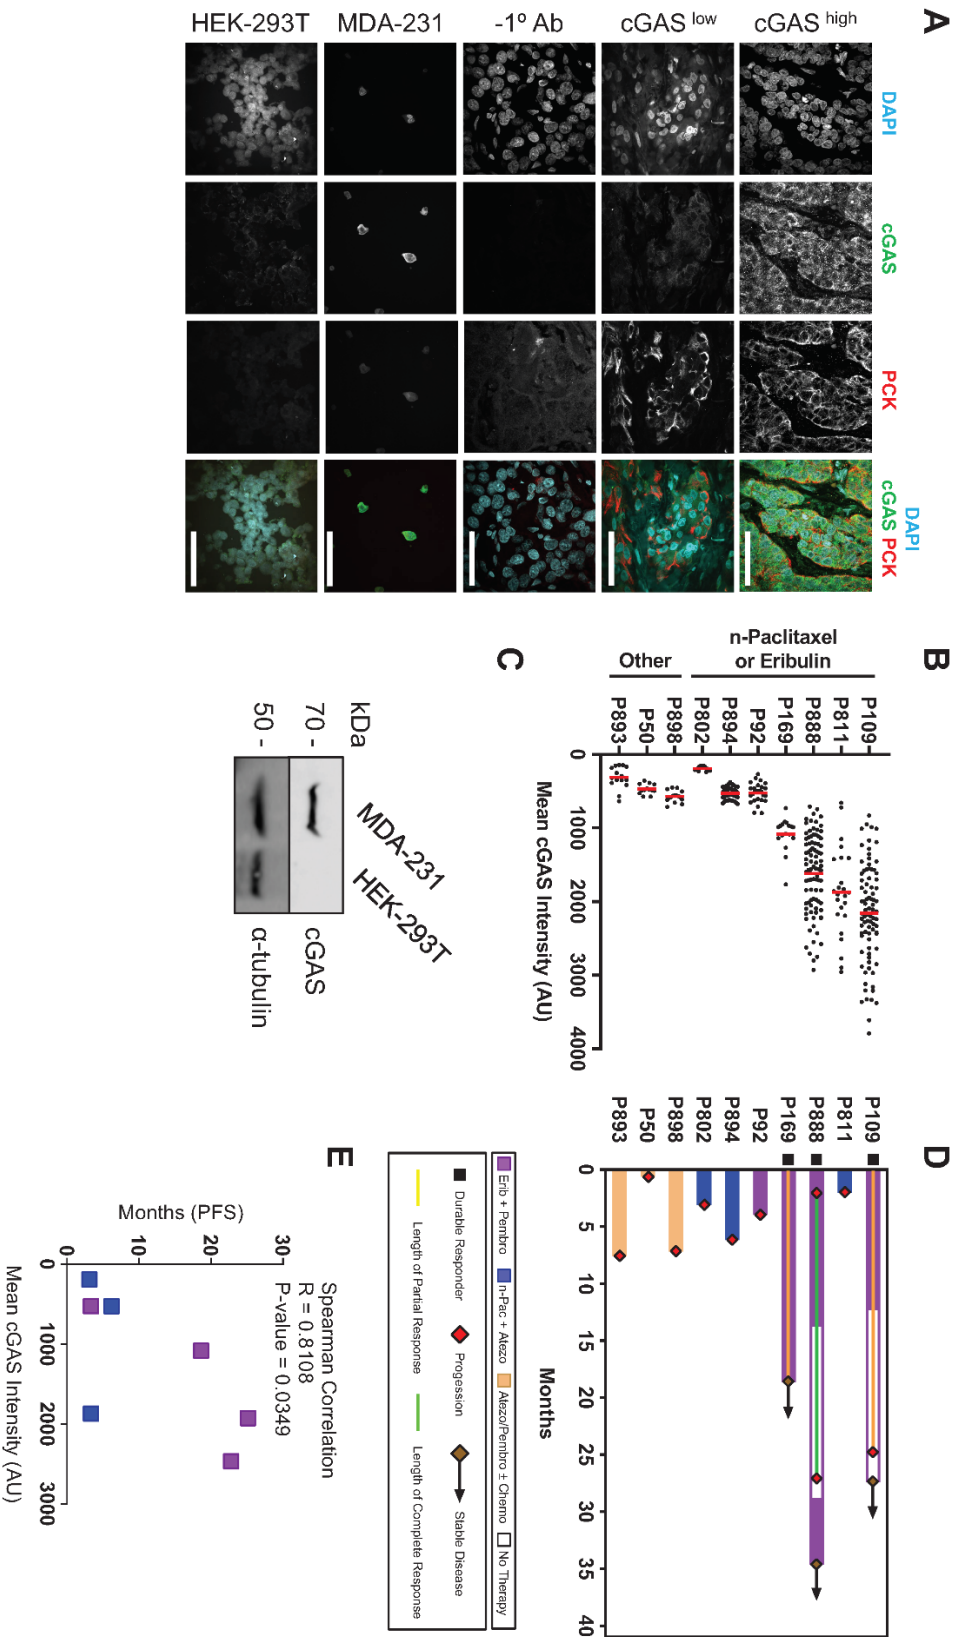 A
DAPI
cGAS
PCK
DAPI
cGAS PCK
cGAS high
cGAS low
-1º Ab
MDA-231
HEK-293T
B
n-Paclitaxel
or Eribulin
Other
P109
P811
P888
P169
P92
P894
P802
P898
P50
P893
0
1000
2000
3000
4000
Mean cGAS Intensity (AU)
C
kDa
MDA-231
HEK-293T
70 -
cGAS
50 -
α-tubulin
D
P109
P811
P888
P169
P92
P894
P802
P898
P50
P893
0
5
10
15
20
25
30
35
40
Months
Erib + Pembro
n-Pac + Atezo
Atezo/Pembro ± Chemo
No Therapy
Durable Responder
Progession
Stable Disease
Length of Partial Response
Length of Complete Response
E
Spearman Correlation
R = 0.8108
P-value = 0.0349
Months (PFS)
30
20
10
0
0
1000
2000
3000
Mean cGAS Intensity (AU)